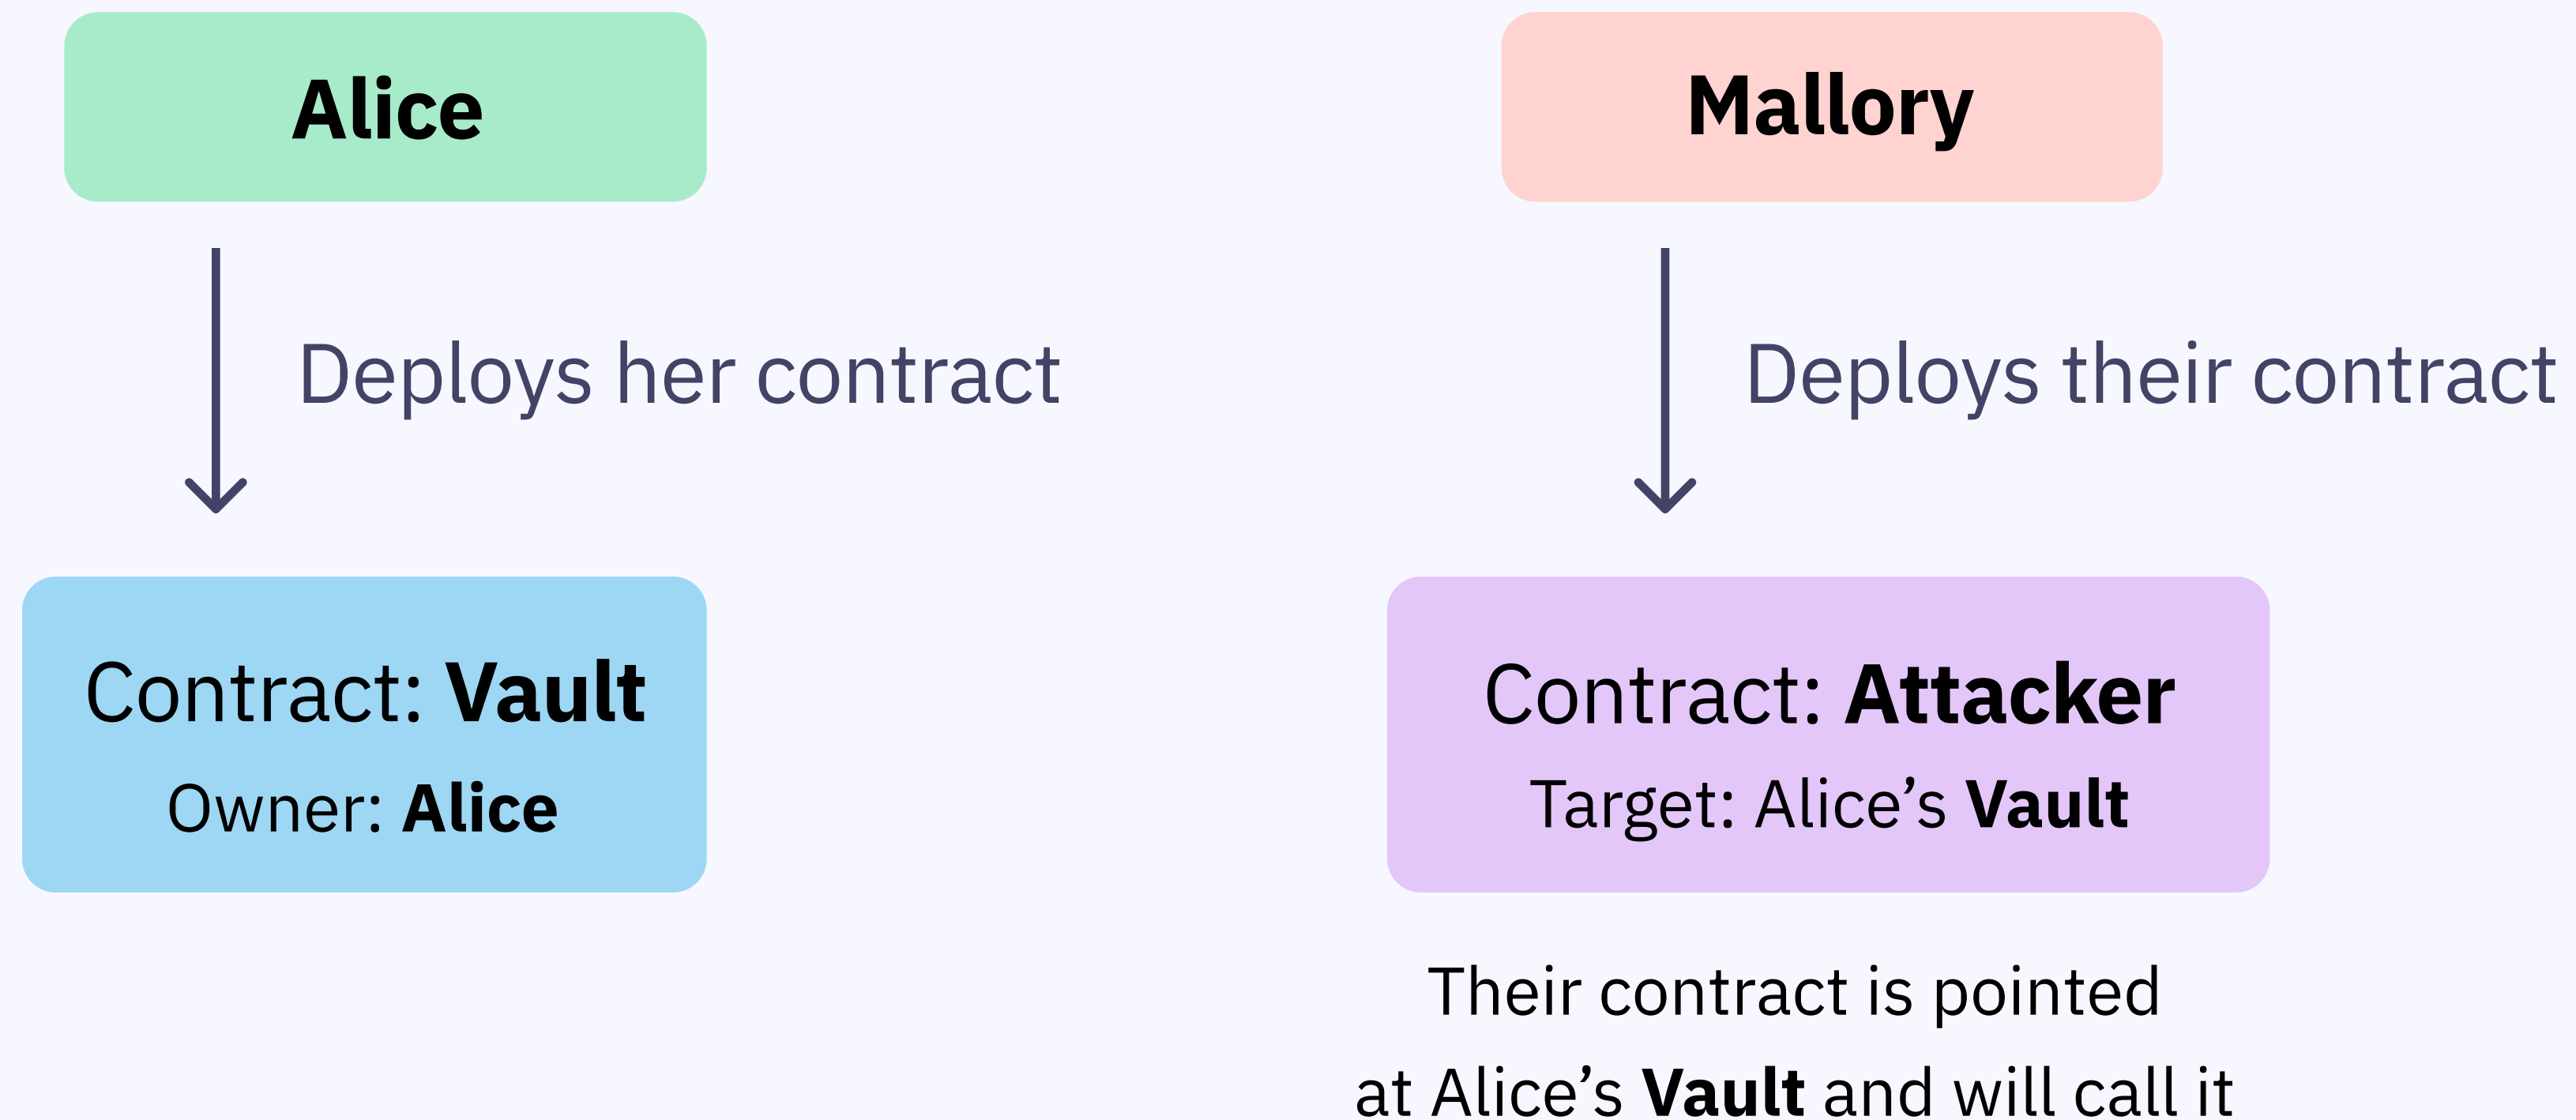 Alice
Deploys her contract
Contract: Vault
Owner: Alice
Mallory
Deploys their contract
Contract: Attacker
Target: Alice’s Vault
Their contract is pointed
at Alice’s Vault and will call it